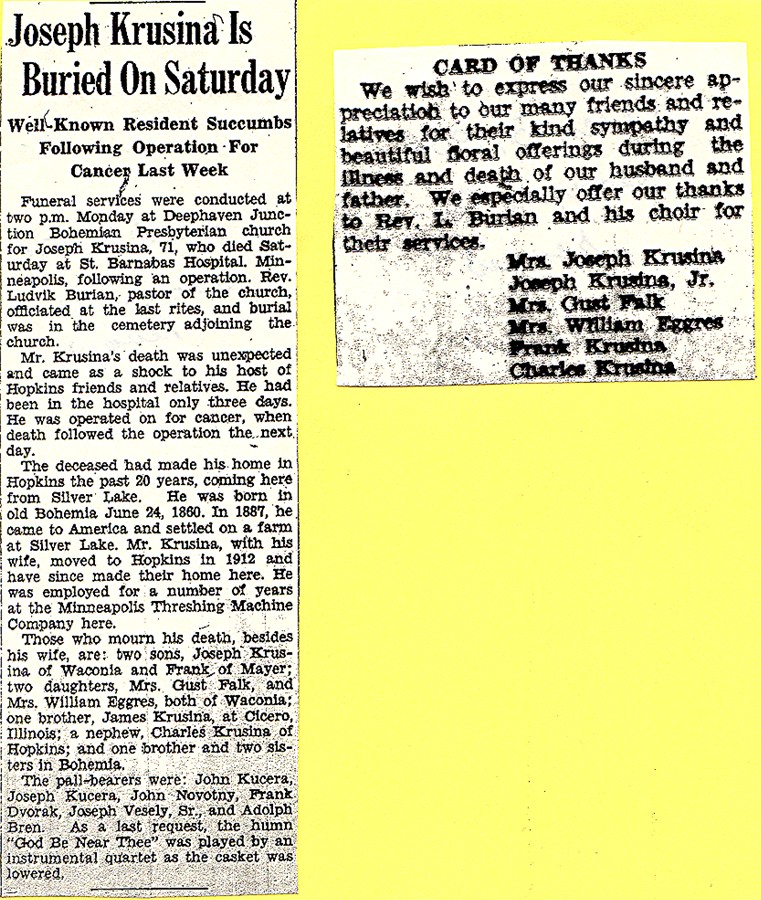 Joseph Krusina Is
Buried On Saturday
Well-Known Resident Succumbs
Following Operation For
Cancer Last Week
Funeral services were conducted at
two p.m. Monday at Deephaven Junc-
tion Bohemian Presbyterian church
for Joseph Krusina, 71, who died Sat-
urday at St. Barnabas Hospital. Min-
neapolis, following an operation. Rev.
Ludvik Burian, pastor of the church,
officiated at the last rites, and burial
was in the cemetery adjoining the
church.
Mr. Krusina's death was unexpected
and came as a shock to his host of
Hopkins friends and relatives. He had
been in the hospital only three days.
He was operated on for cancer, when
death followed the operation the next
day.
The deceased had made his home in
Hopkins the past 20 years, coming here
from Silver Lake. He was born in
old Bohemia June 24, 1860. In 1887, he
came to America and settled on a farm
at Silver Lake. Mr. Krusina, with his
wife, moved to Hopkins in 1912 and
have since made their home here. He
was employed for a number of years
at the Minneapolis Threshing Machine
Company here.
Those who mourn his death, besides
his wife, are: two sons, Joseph Krus-
ina of Waconia and Frank of Mayer;
two daughters, Mrs. Gust Falk, and
Mrs. William Eggres, both of Waconia;
one brother, James Krusina, at Cicero,
Illinois; a nephew, Charles Krusina of
Hopkins; and one brother and two sis-
ters in Bohemia.
The pall-bearers were: John Kucera,
Joseph Kucera, John Novotny, Frank
Dvorak, Joseph Vesely, Sr., and Adolph
Bren. As a last request, the humn
"God Be Near Thee" was played by an
instrumental quartet as the casket was
lowered.
CARD OF THANKS
We wish to express our sincere ap-
preciation to our many friends and re-
latives for their kind sympathy and
beautiful floral offerings during the
illness and death of our husband and
father. We especially offer our thanks
to Rev. L. Burian and his choir for
their services.
Mrs. Joseph Krusina
Joseph Krusina, Jr.
Mrs. Gust Falk
Mrs. William Eggres
Frank Krusina
Charles Krusina